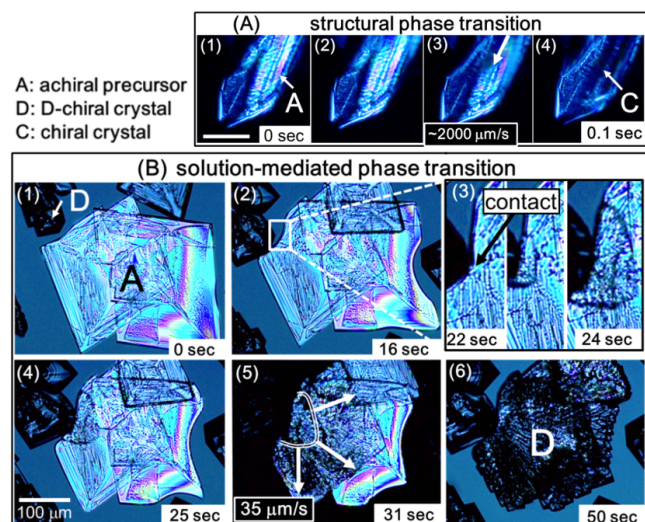 (A) structural phase transition
(1) (2) (3) (4)
A: achiral precursor
D: D-chiral crystal
C: chiral crystal
A
C
0 sec
~2000 μm/s
0.1 sec
(B) solution-mediated phase transition
(1) (2) (3)
D
contact
A
0 sec
16 sec
22 sec
24 sec
(4) (5) (6)
D
100 μm
25 sec
35 μm/s
31 sec
50 sec